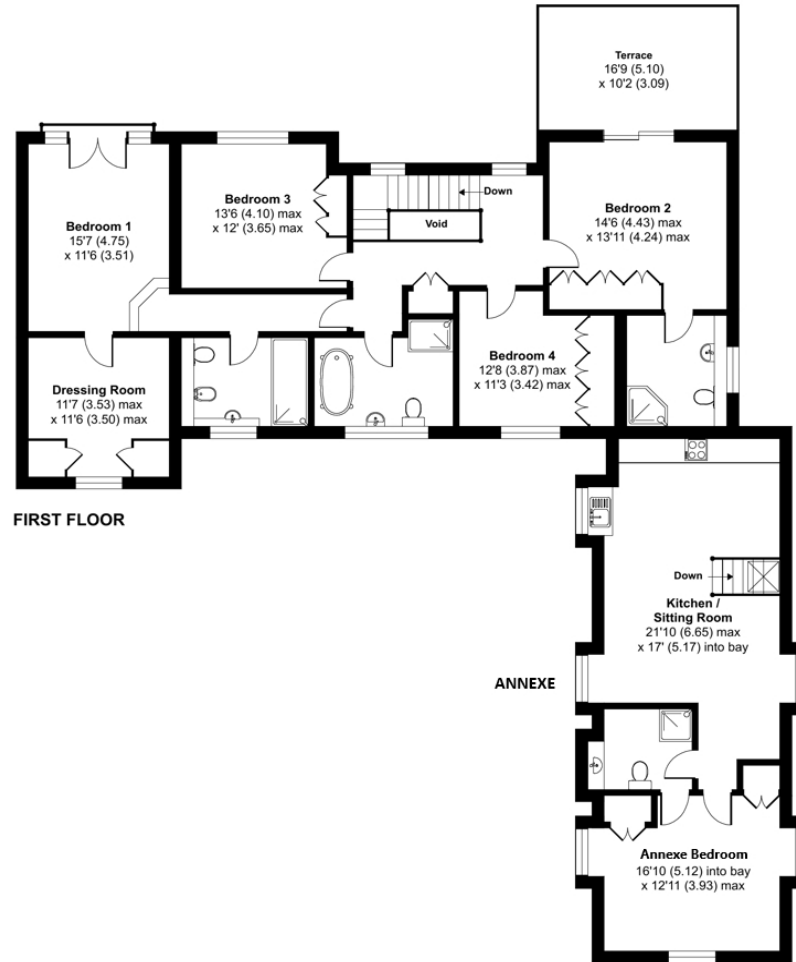 Terrace
16'9 (5.10)
x 10'2 (3.09)
Bedroom 1
15'7 (4.75)
x 11'6 (3.51)
Bedroom 3
13'6 (4.10) max
x 12' (3.65) max
Down
Void
Bedroom 2
14'6 (4.43) max
x 13'11 (4.24) max
Dressing Room
11'7 (3.53) max
x 11'6 (3.50) max
Bedroom 4
12'8 (3.87) max
x 11'3 (3.42) max
FIRST FLOOR
Down
Kitchen /
Sitting Room
21'10 (6.65) max
x 17' (5.17) into bay
ANNEXE
Annexe Bedroom
16'10 (5.12) into bay
x 12'11 (3.93) max